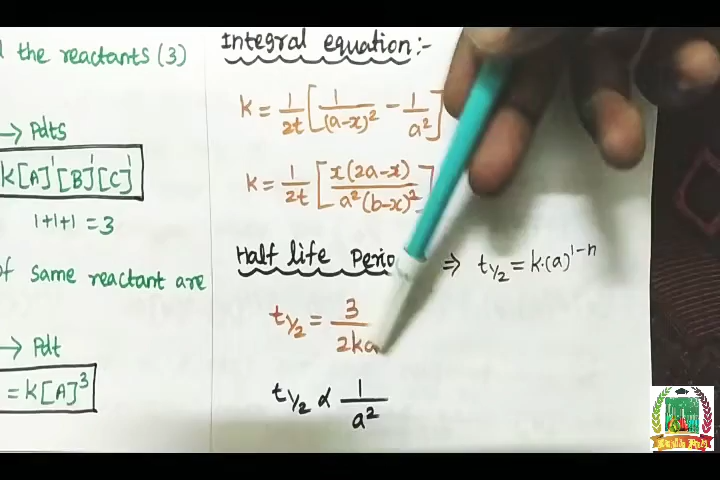 the reactants (3)
→ Pdts
k[A]¹[B]¹[C]¹
1+1+1 = 3
of same reactant are
→ Pdt
= k[A]³
Integral equation:-
k = 1/2t [1/(a-x)² - 1/a²]
k = 1/2t [x(2a-x)/a²(b-x)²]
Half life
⇒ t½ = k.(a)^1-n
t½ = 3/2k
t½ ∝ 1/a²